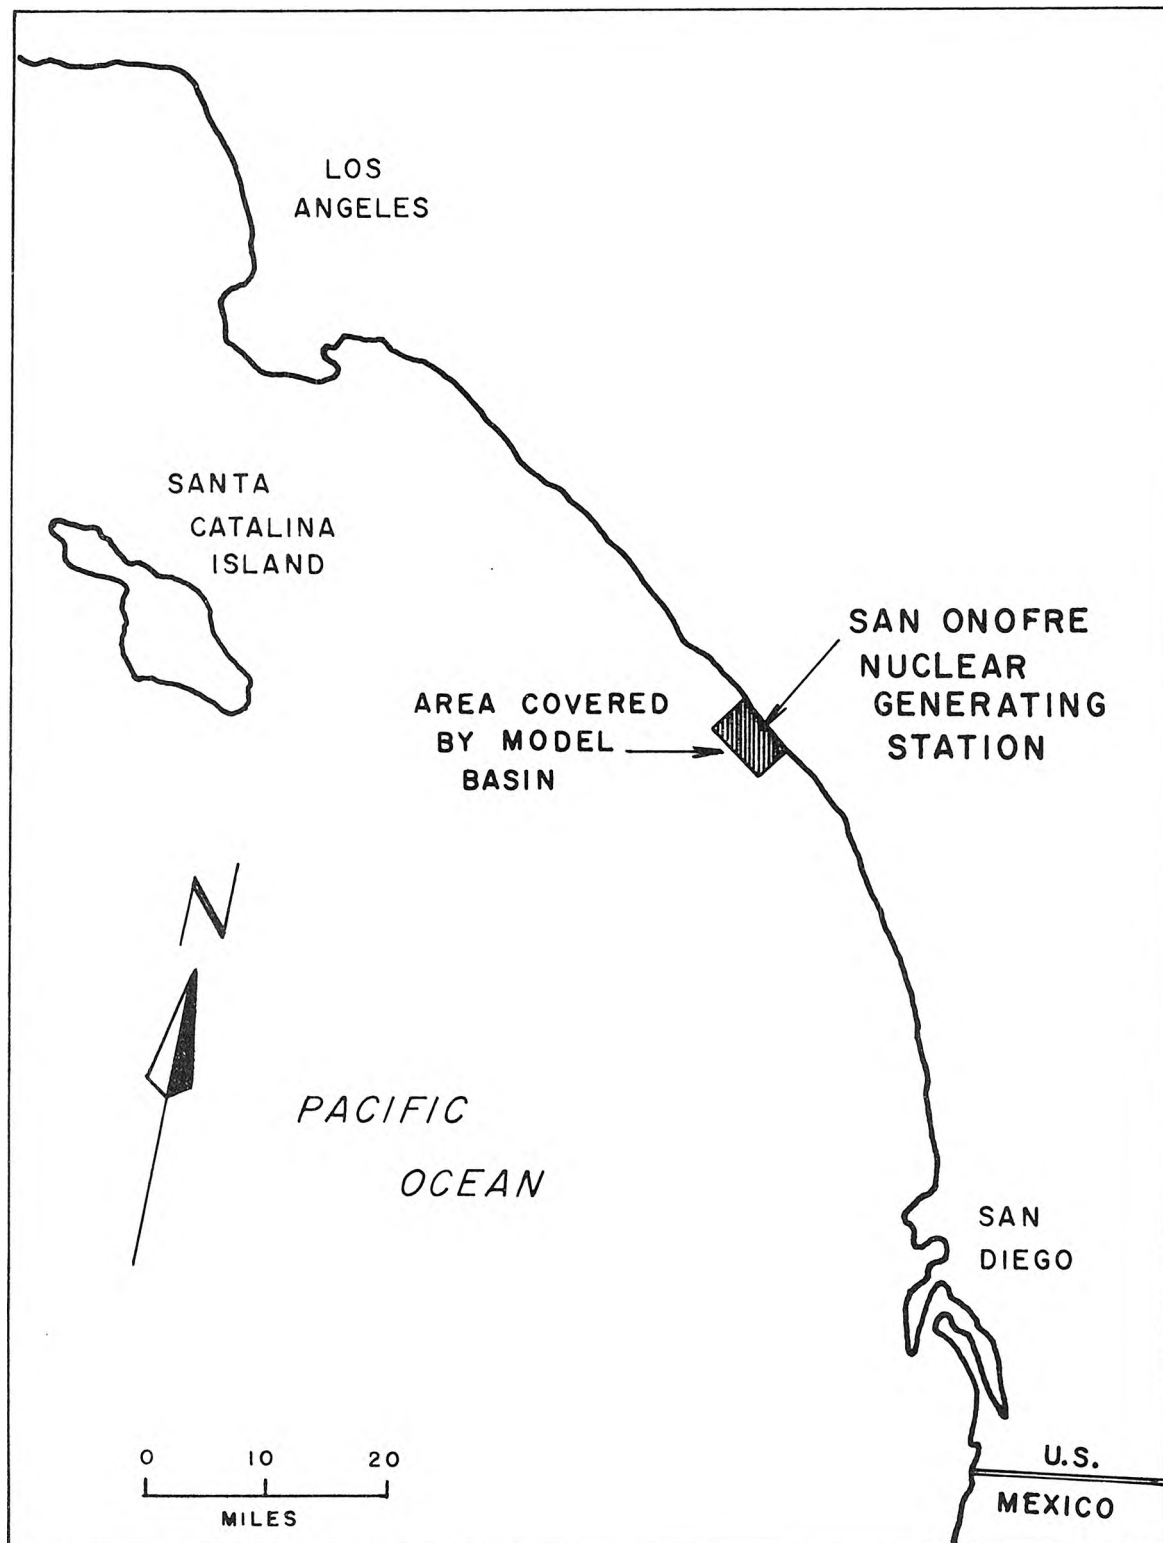 LOS
ANGELES
SANTA
CATALINA
ISLAND
SAN ONOFRE
NUCLEAR
GENERATING
STATION
AREA COVERED
BY MODEL
BASIN
N
PACIFIC
OCEAN
SAN
DIEGO
0 10 20
MILES
U.S.
MEXICO